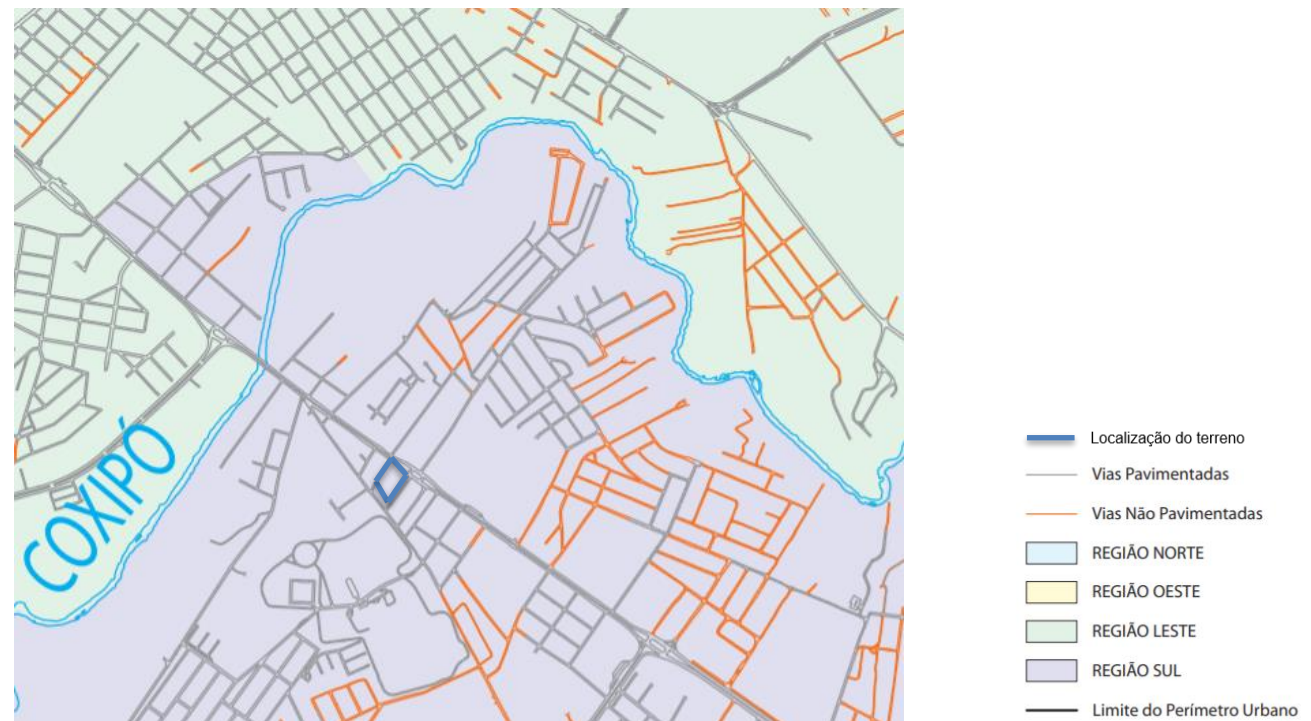 COXIPÓ
Localização do terreno
Vias Pavimentadas
Vias Não Pavimentadas
REGIÃO NORTE
REGIÃO OESTE
REGIÃO LESTE
REGIÃO SUL
Limite do Perímetro Urbano